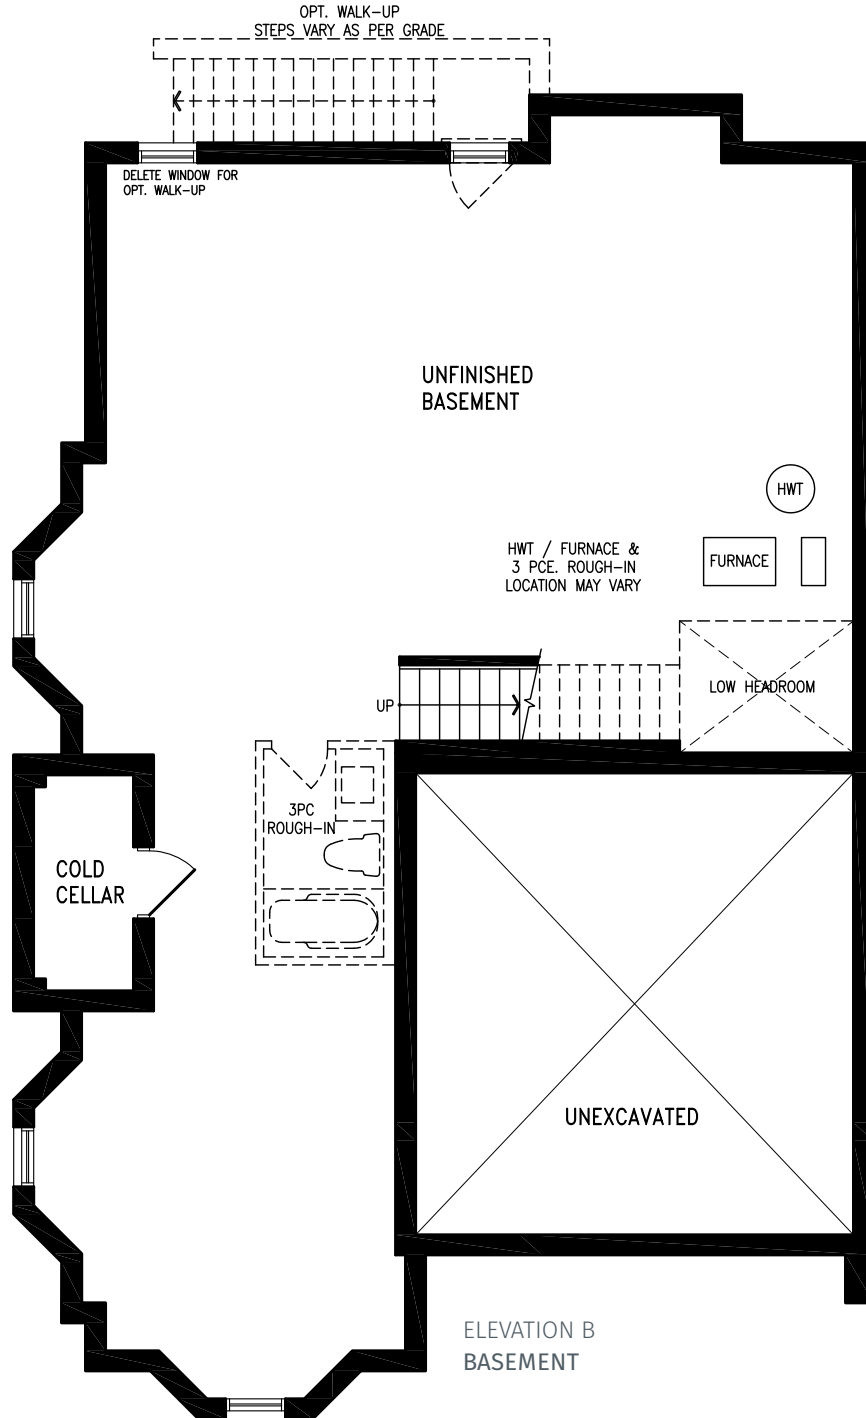 OPT. WALK-UP
STEPS VARY AS PER GRADE
DELETE WINDOW FOR
OPT. WALK-UP
UNFINISHED
BASEMENT
HWT
HWT / FURNACE &
3 PCE. ROUGH-IN
LOCATION MAY VARY
FURNACE
LOW HEADROOM
UP
3PC
ROUGH-IN
COLD
CELLAR
UNEXCAVATED
ELEVATION B
BASEMENT